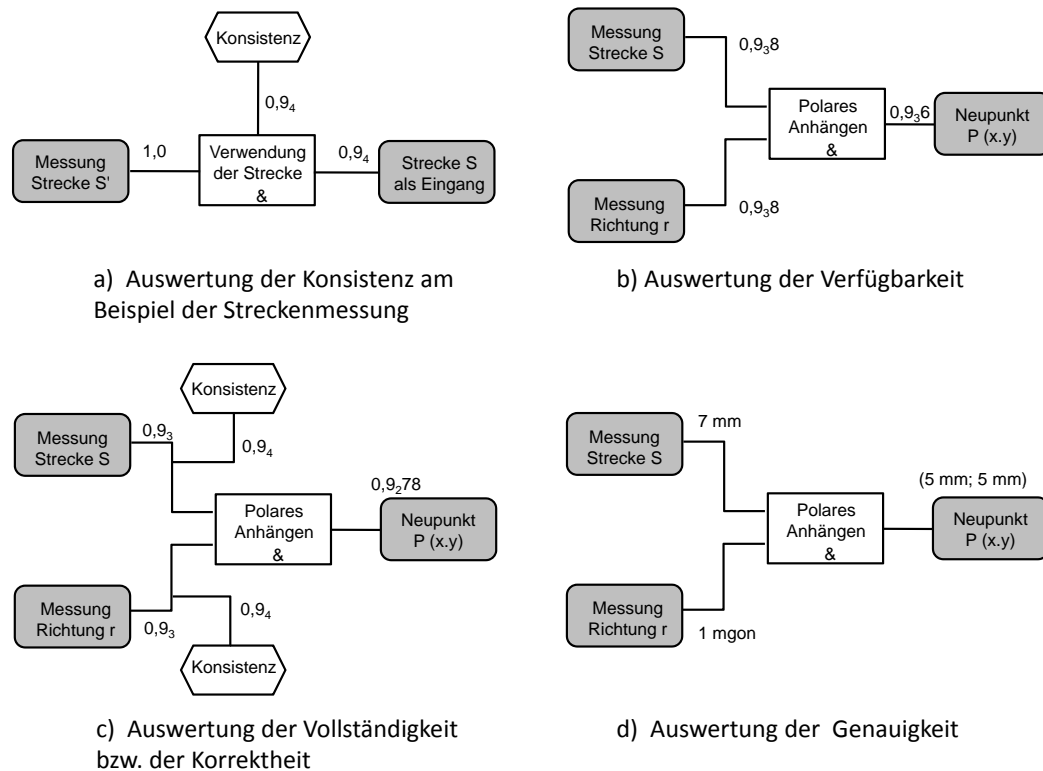 Konsistenz
0,9₄
Messung
Strecke S'
1,0
Verwendung
der Strecke
&
0,9₄
Strecke S
als Eingang
a) Auswertung der Konsistenz am
Beispiel der Streckenmessung
Messung
Strecke S
0,9₃8
Polares
Anhängen
&
0,9₃6
Neupunkt
P (x.y)
Messung
Richtung r
0,9₃8
b) Auswertung der Verfügbarkeit
Konsistenz
Messung
Strecke S
0,9₃
0,9₄
Polares
Anhängen
&
0,9₂78
Neupunkt
P (x.y)
Messung
Richtung r
0,9₃
0,9₄
Konsistenz
c) Auswertung der Vollständigkeit
bzw. der Korrektheit
Messung
Strecke S
7 mm
Polares
Anhängen
&
(5 mm; 5 mm)
Neupunkt
P (x.y)
Messung
Richtung r
1 mgon
d) Auswertung der Genauigkeit